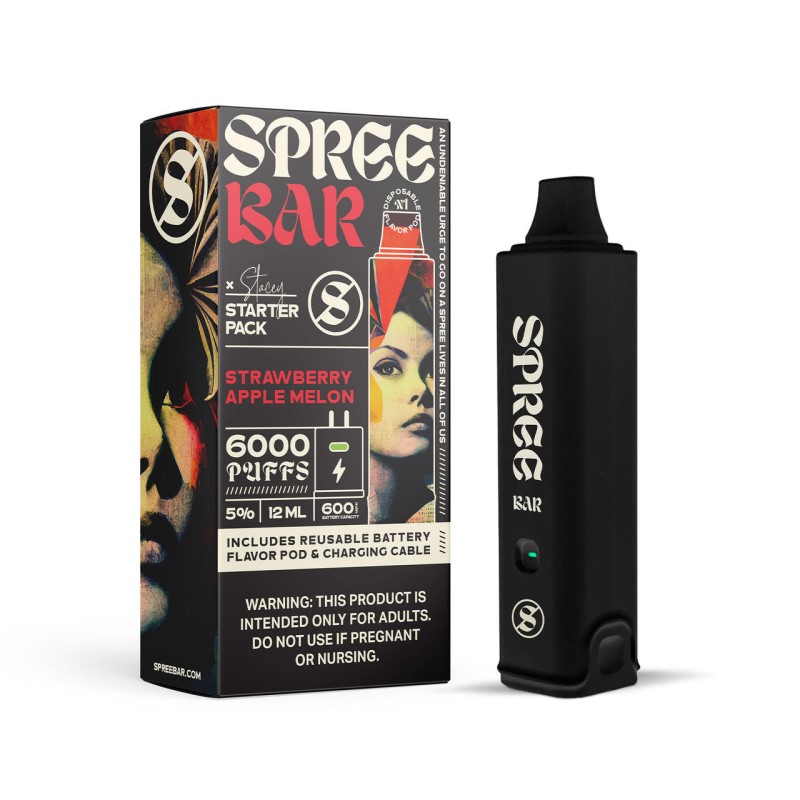 S
SPREE
BAR
DISPOSABLE
Nº1
FLAVOR POD
x Stacey
STARTER
PACK
S
STRAWBERRY
APPLE MELON
6000
PUFFS
5% | 12 ML | 600 MAH
BATTERY CAPACITY
INCLUDES REUSABLE BATTERY
FLAVOR POD & CHARGING CABLE
WARNING: THIS PRODUCT IS
INTENDED ONLY FOR ADULTS.
DO NOT USE IF PREGNANT
OR NURSING.
AN UNDENIABLE URGE TO GO ON A SPREE LIVES IN ALL OF US ////////////////
SPREEBAR.COM
SPREE
BAR
S